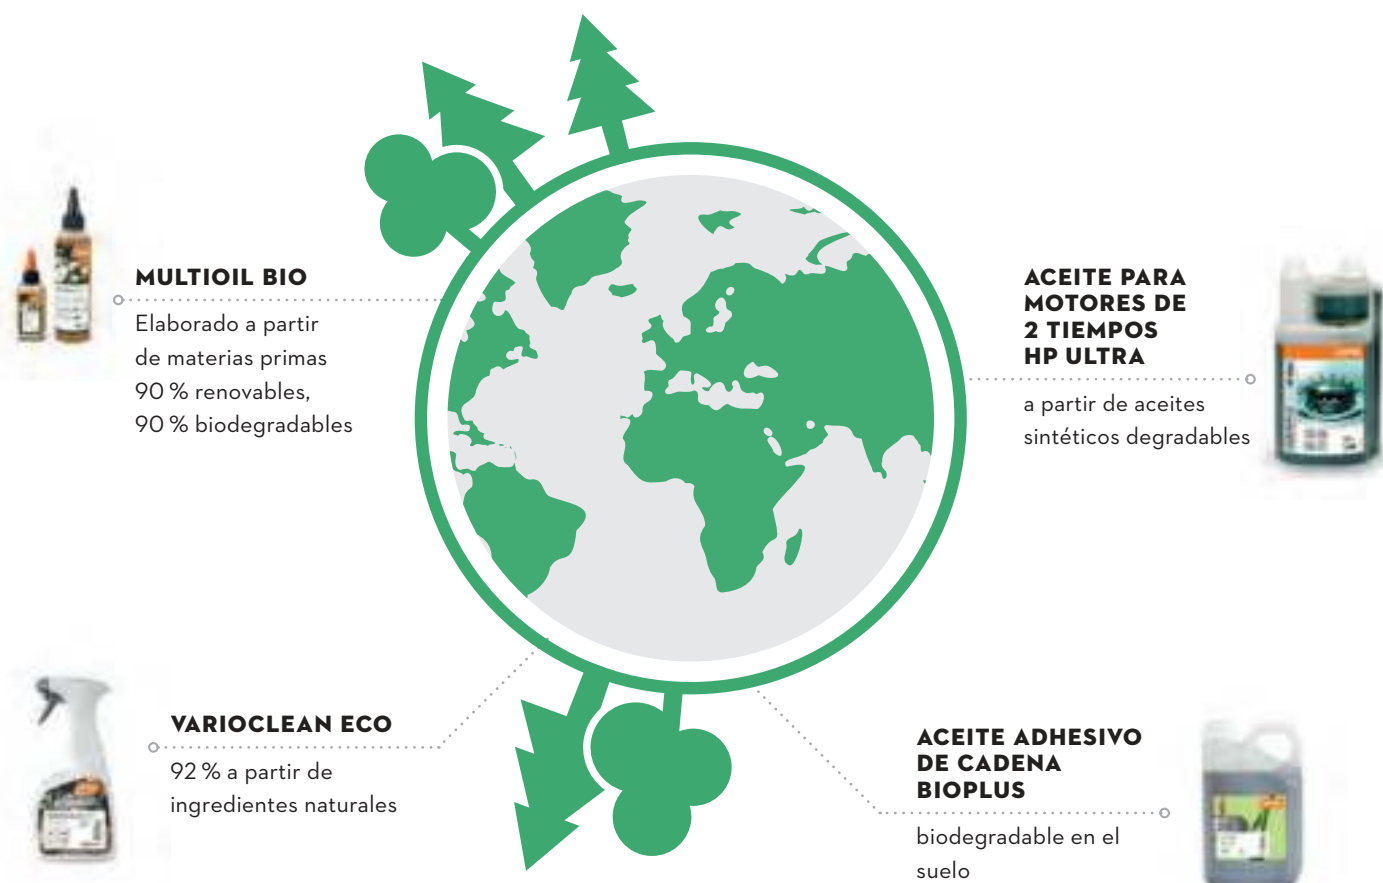 MULTIOIL BIO
Elaborado a partir
de materias primas
90 % renovables,
90 % biodegradables
ACEITE PARA
MOTORES DE
2 TIEMPOS
HP ULTRA
a partir de aceites
sintéticos degradables
VARIOCLEAN ECO
92 % a partir de
ingredientes naturales
ACEITE ADHESIVO
DE CADENA
BIOPLUS
biodegradable en el
suelo